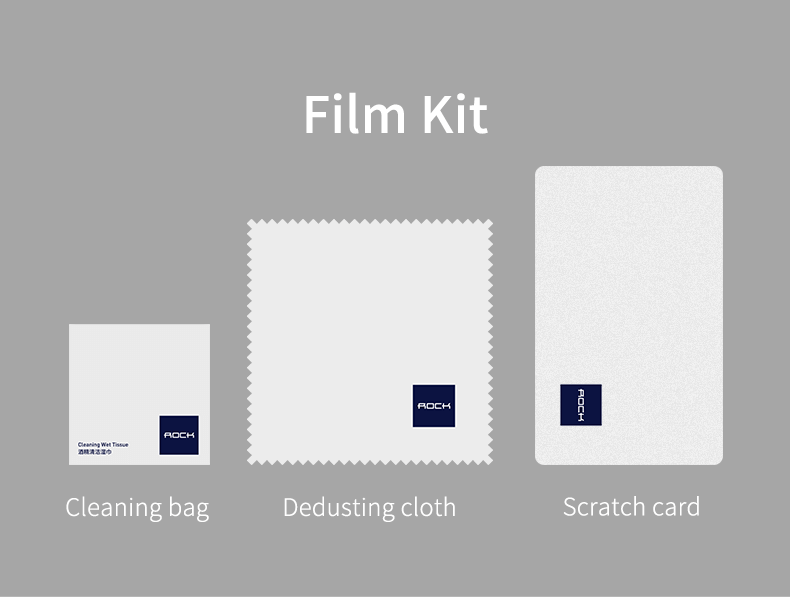 Film Kit
ROCK
ROCK
Cleaning Wet Tissue
酒精清洁湿巾
ROCK
Cleaning bag
Dedusting cloth
Scratch card